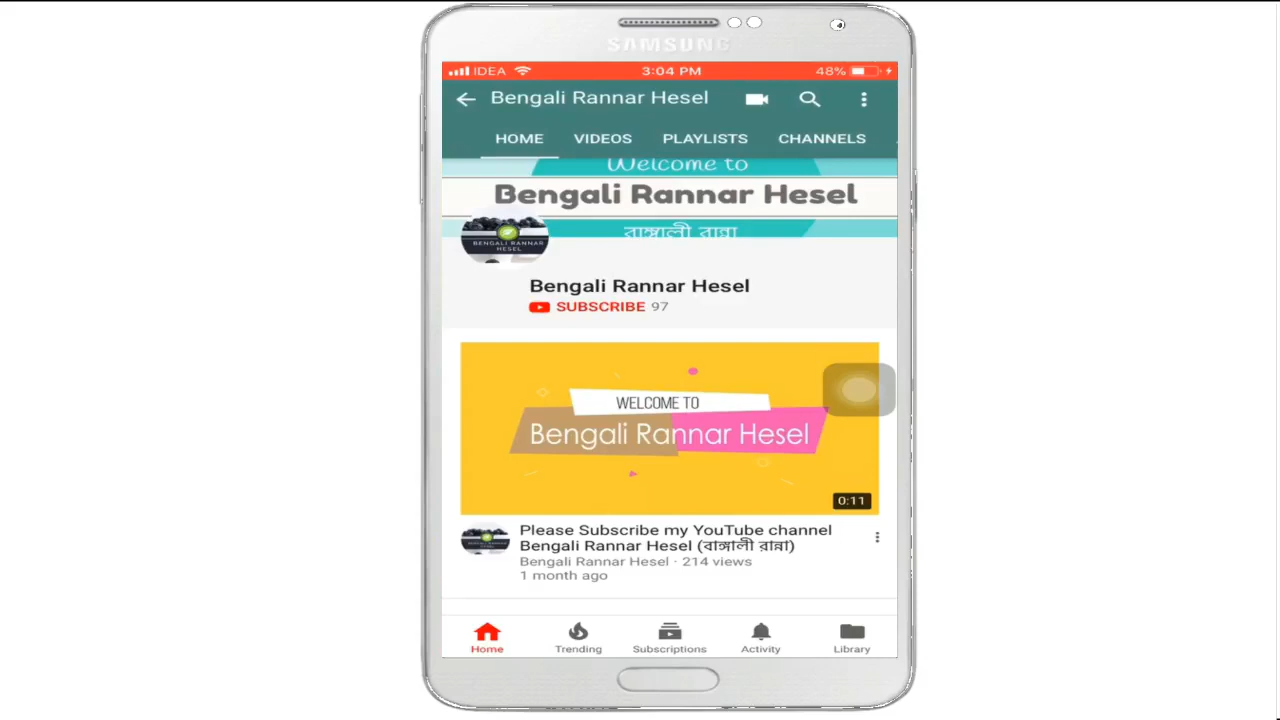 SAMSUNG
IDEA 3:04 PM 48%
Bengali Rannar Hesel
HOME VIDEOS PLAYLISTS CHANNELS
Welcome to
Bengali Rannar Hesel
বাঙ্গালী রান্না
BENGALI RANNAR
HESEL
Bengali Rannar Hesel
SUBSCRIBE 97
WELCOME TO
Bengali Rannar Hesel
0:11
Please Subscribe my YouTube channel
Bengali Rannar Hesel (বাঙ্গালী রান্না)
Bengali Rannar Hesel · 214 views
1 month ago
Home Trending Subscriptions Activity Library